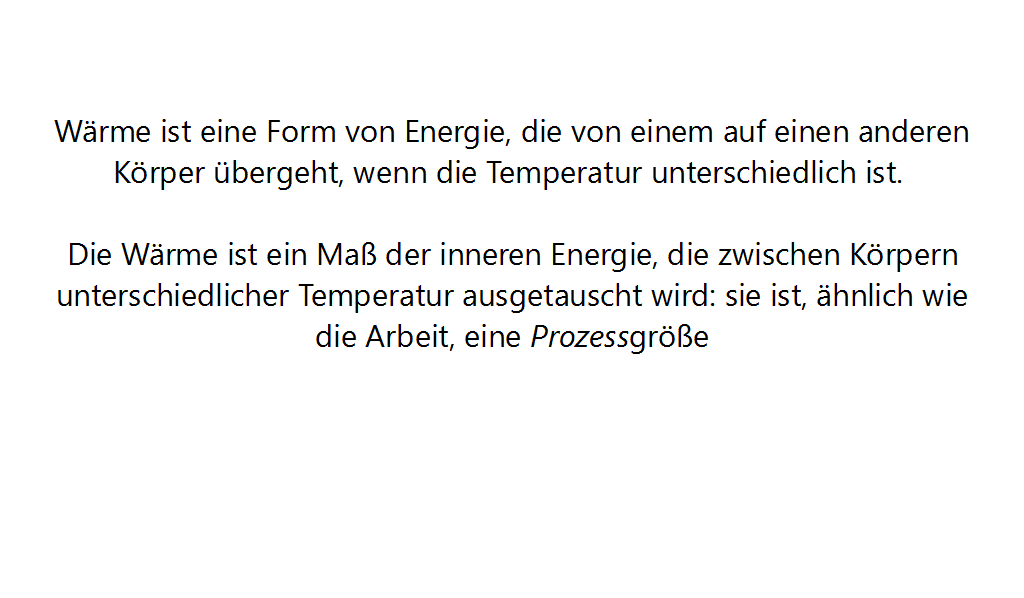 Wärme ist eine Form von Energie, die von einem auf einen anderen
Körper übergeht, wenn die Temperatur unterschiedlich ist.
Die Wärme ist ein Maß der inneren Energie, die zwischen Körpern
unterschiedlicher Temperatur ausgetauscht wird: sie ist, ähnlich wie
die Arbeit, eine Prozessgröße